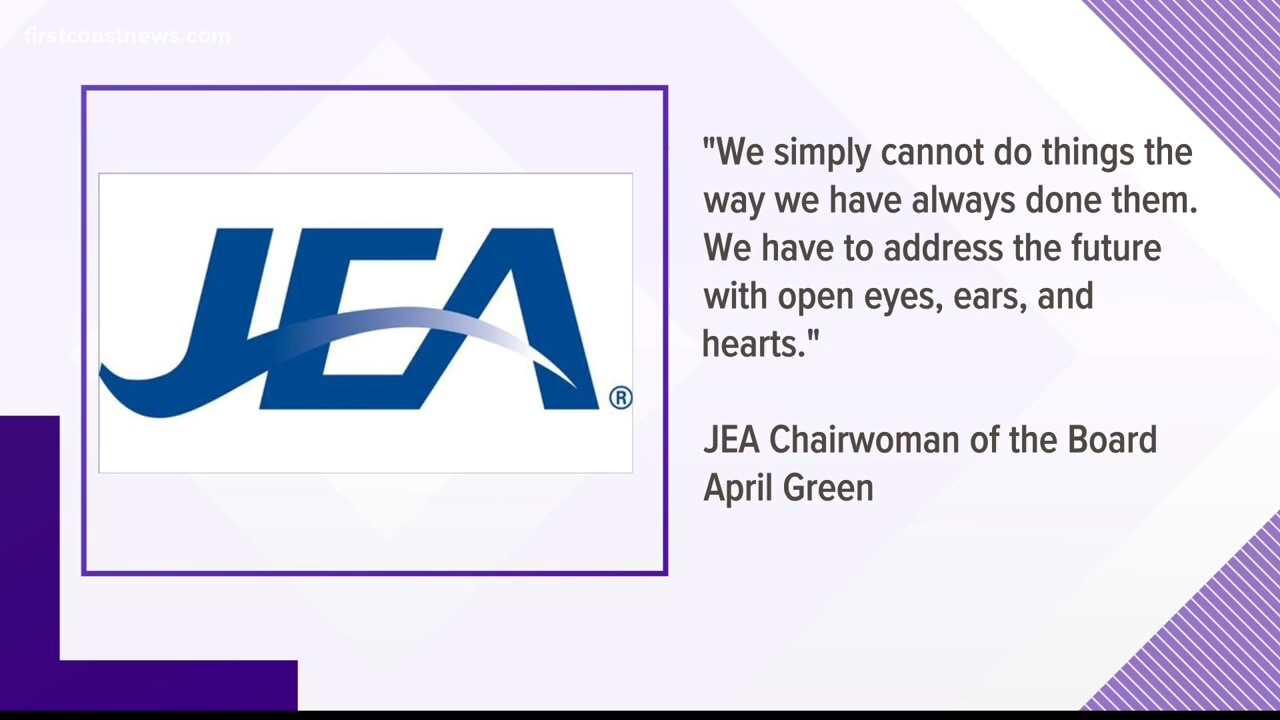 firstcoastnews.com
JEA®
"We simply cannot do things the
way we have always done them.
We have to address the future
with open eyes, ears, and
hearts."
JEA Chairwoman of the Board
April Green